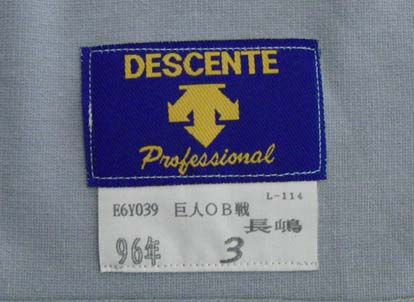 DESCENTE
Professional
L-114
E6Y039 巨人OB戦
長嶋
96年 3